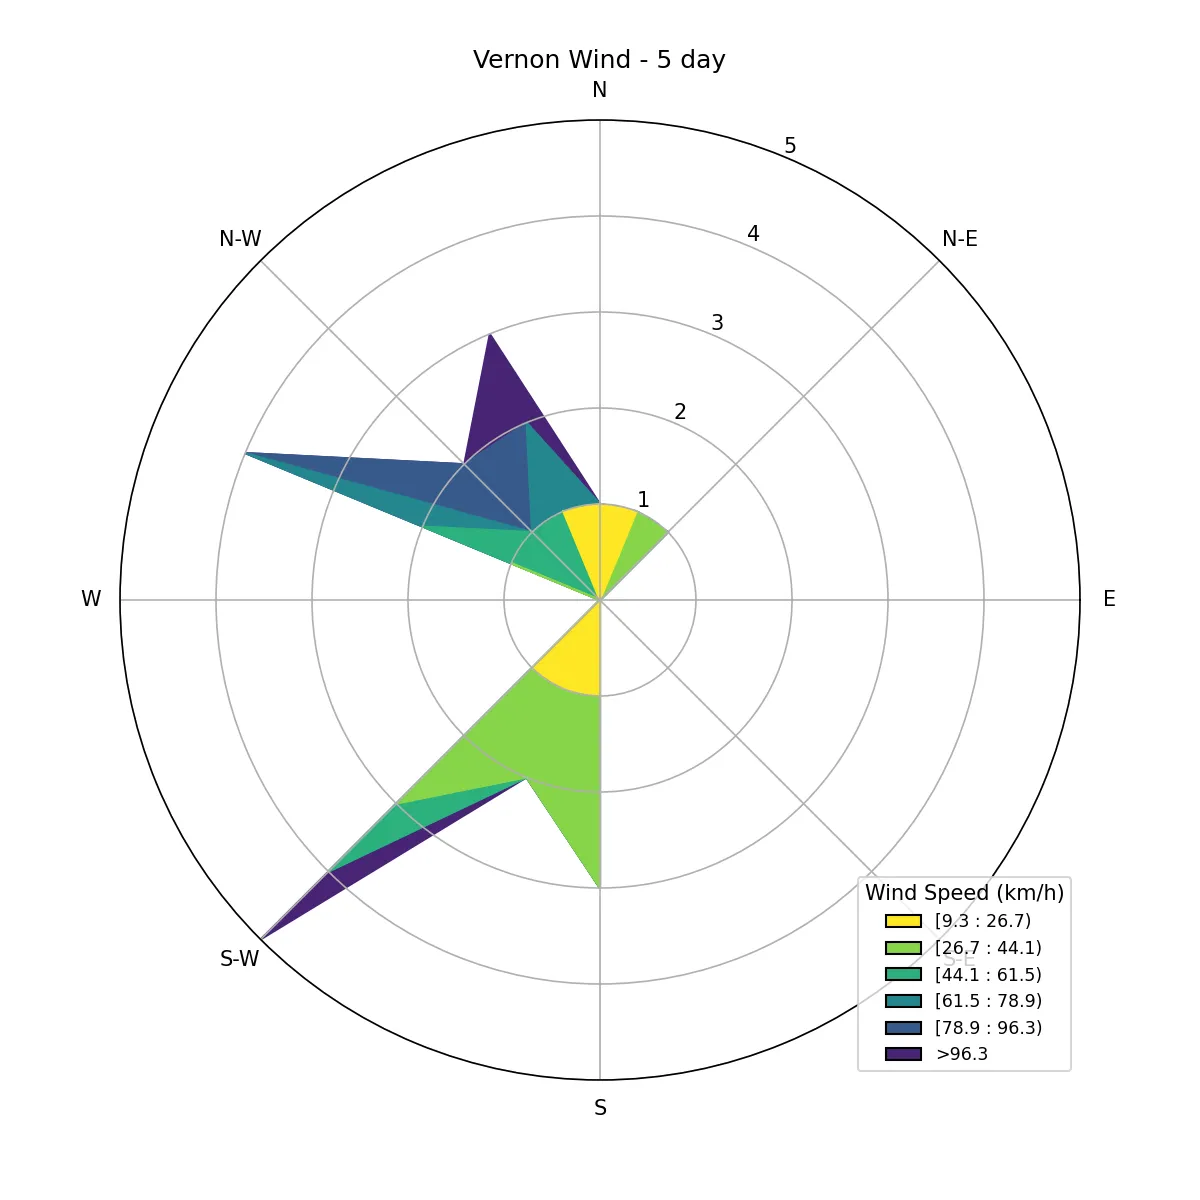 Vernon Wind - 5 day
N
5
N-W
N-E
4
3
2
1
W
E
S-W
S-E
S
Wind Speed (km/h)
[9.3 : 26.7)
[26.7 : 44.1)
[44.1 : 61.5)
[61.5 : 78.9)
[78.9 : 96.3)
>96.3